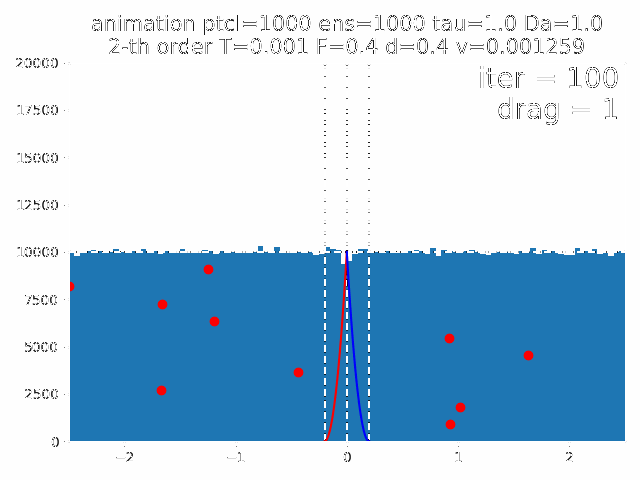 animation ptcl=1000 ens=1000 tau=1.0 Da=1.0
2-th order T=0.001 F=0.4 d=0.4 v=0.001259
iter = 100
drag = 1
20000
17500
15000
12500
10000
7500
5000
2500
0
−2 −1 0 1 2